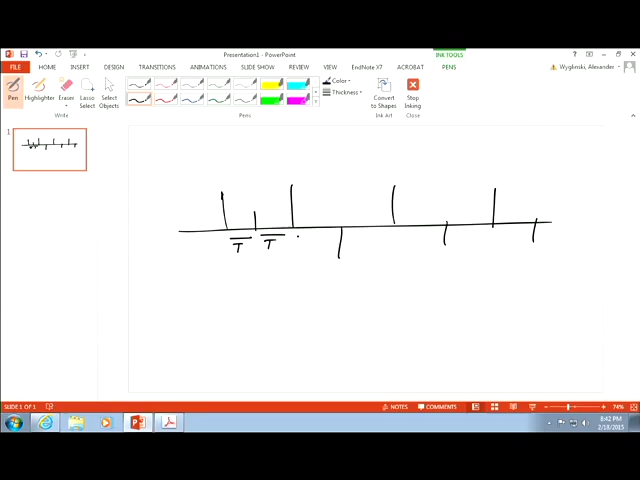 Presentation1 - PowerPoint
INK TOOLS
FILE HOME INSERT DESIGN TRANSITIONS ANIMATIONS SLIDE SHOW REVIEW VIEW EndNote X7 ACROBAT PENS
Wyglinski, Alexander
Pen Highlighter Eraser Lasso Select Select Objects
Color
Thickness
Convert to Shapes
Stop Inking
Write
Pens
Ink Art
Close
1
T T
SLIDE 1 OF 1
NOTES COMMENTS
74%
8:42 PM
2/18/2015